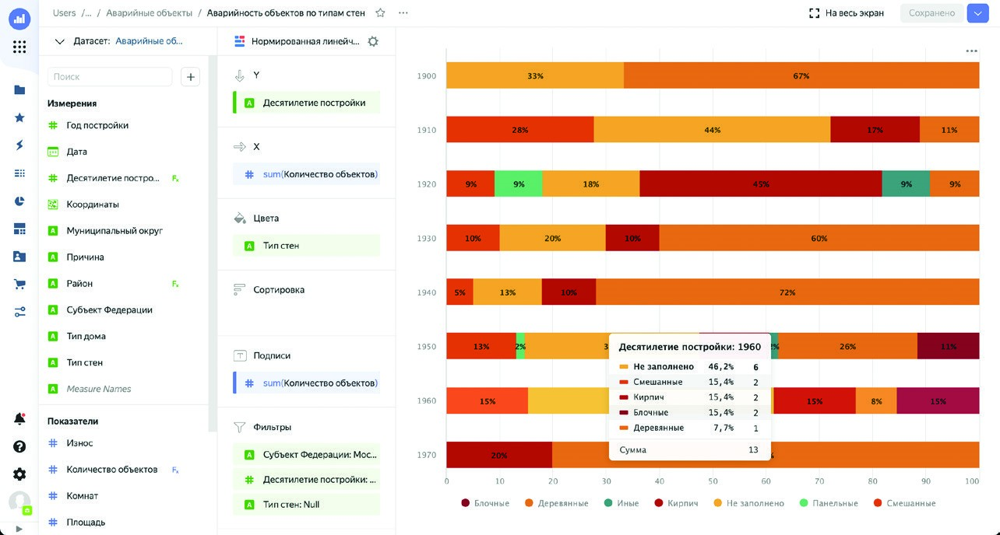 Users /... / Аварийные объекты / Аварийность объектов по типам стен
На весь экран
Сохранено
Датасет: Аварийные об...
Поиск
+
Измерения
# Год постройки
Дата
# Десятилетие постро... Fx
Координаты
A Муниципальный округ
A Причина
A Район Fx
A Субъект Федерации
A Тип дома
A Тип стен
A Measure Names
Показатели
# Износ
# Количество объектов Fx
# Комнат
# Площадь
Нормированная линейч...
Y
A Десятилетие постройки
X
# sum(Количество объектов)
Цвета
A Тип стен
Сортировка
T Подписи
# sum(Количество объектов)
Фильтры
A Субъект Федерации: Мос...
# Десятилетие постройки: ...
A Тип стен: Null
1900 33% 67%
1910 28% 44% 17% 11%
1920 9% 9% 18% 45% 9% 9%
1930 10% 20% 10% 60%
1940 5% 13% 10% 72%
1950 13% 2% 26% 11%
1960 15% 15% 8% 15%
1970 20%
Десятилетие постройки: 1960
Не заполнено 46,2% 6
Смешанные 15,4% 2
Кирпич 15,4% 2
Блочные 15,4% 2
Деревянные 7,7% 1
Сумма 13
0 10 20 30 40 50 60 70 80 90 100
Блочные Деревянные Иные Кирпич Не заполнено Панельные Смешанные